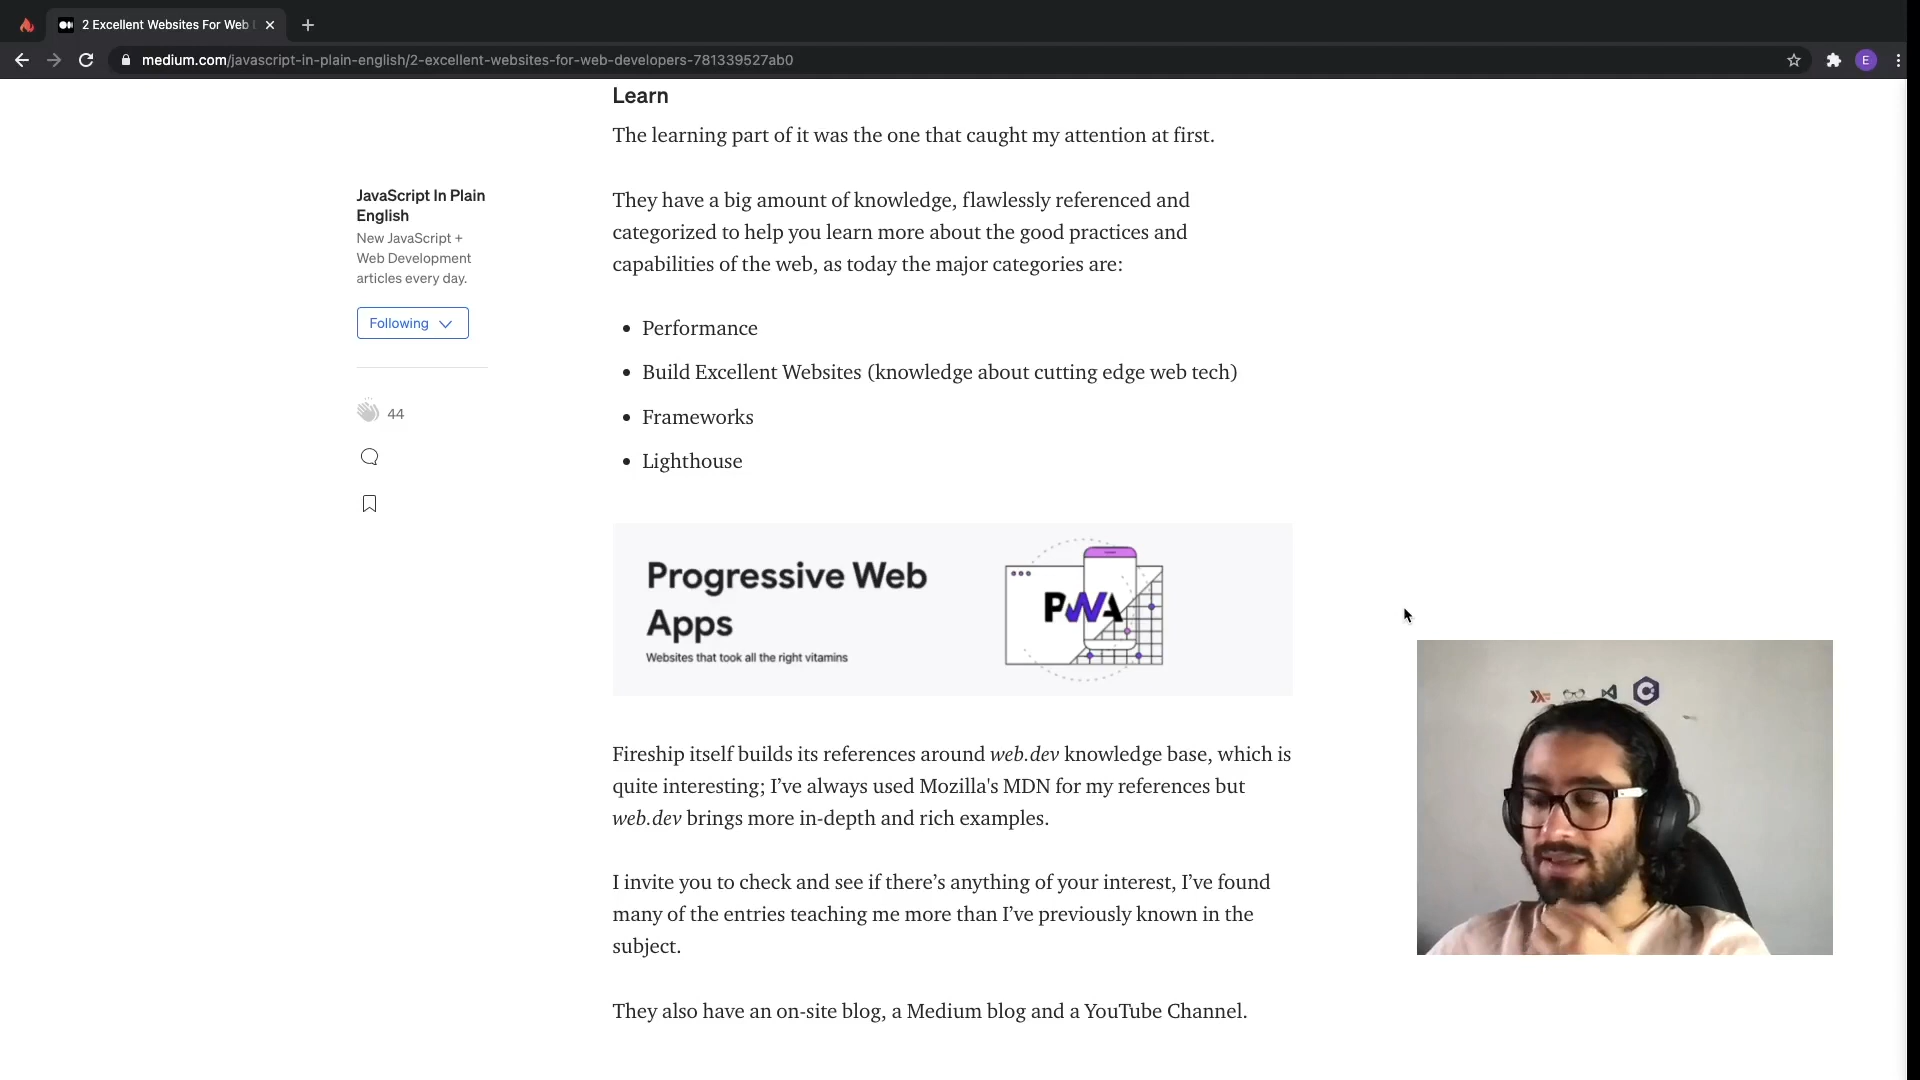 2 Excellent Websites For Web
medium.com/javascript-in-plain-english/2-excellent-websites-for-web-developers-781339527ab0
E
Learn
The learning part of it was the one that caught my attention at first.
They have a big amount of knowledge, flawlessly referenced and
categorized to help you learn more about the good practices and
capabilities of the web, as today the major categories are:
JavaScript In Plain
English
New JavaScript +
Web Development
articles every day.
Following
44
• Performance
• Build Excellent Websites (knowledge about cutting edge web tech)
• Frameworks
• Lighthouse
Progressive Web
Apps
Websites that took all the right vitamins
PWA
Fireship itself builds its references around web.dev knowledge base, which is
quite interesting; I’ve always used Mozilla's MDN for my references but
web.dev brings more in-depth and rich examples.
I invite you to check and see if there’s anything of your interest, I’ve found
many of the entries teaching me more than I’ve previously known in the
subject.
They also have an on-site blog, a Medium blog and a YouTube Channel.